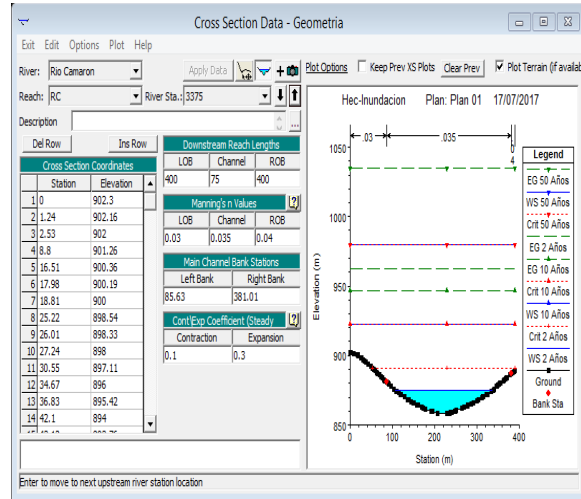 Cross Section Data - Geometria
Exit Edit Options Plot Help
River: Rio Camaron Apply Data
Plot Options Keep Prev XS Plots Clear Prev Plot Terrain (if availab
Reach: RC River Sta.: 3375
Description ...
Del Row Ins Row
Cross Section Coordinates
Station Elevation
1 0 902.3
2 1.24 902.16
3 2.53 902
4 8.8 901.26
5 16.51 900.36
6 17.98 900.19
7 18.81 900
8 25.22 898.54
9 26.01 898.33
10 27.24 898
11 30.55 897.11
12 34.67 896
13 36.83 895.42
14 42.1 894
Downstream Reach Lengths
LOB Channel ROB
400 75 400
Manning's n Values ?
LOB Channel ROB
0.03 0.035 0.04
Main Channel Bank Stations
Left Bank Right Bank
85.63 381.01
Cont\Exp Coefficient (Steady ?
Contraction Expansion
0.1 0.3
Hec-Inundacion Plan: Plan 01 17/07/2017
.03 .035 .04
1050
1000
950
900
850
Elevation (m)
0 100 200 300 400
Station (m)
Legend
EG 50 Años
WS 50 Años
Crit 50 Años
EG 2 Años
EG 10 Años
Crit 10 Años
WS 10 Años
Crit 2 Años
WS 2 Años
Ground
Bank Sta
Enter to move to next upstream river station location